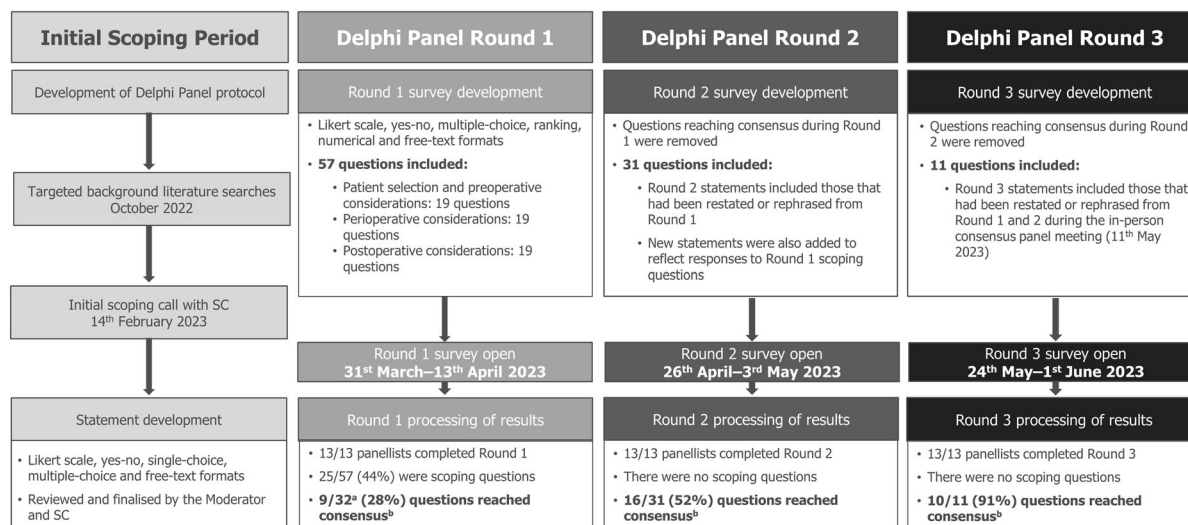 Initial Scoping Period
Development of Delphi Panel protocol
Targeted background literature searches
October 2022
Initial scoping call with SC
14th February 2023
Statement development
• Likert scale, yes-no, single-choice,
multiple-choice and free-text formats
• Reviewed and finalised by the Moderator
and SC
Delphi Panel Round 1
Round 1 survey development
• Likert scale, yes-no, multiple-choice, ranking,
numerical and free-text formats
• 57 questions included:
• Patient selection and preoperative
considerations: 19 questions
• Perioperative considerations: 19
questions
• Postoperative considerations: 19
questions
Round 1 survey open
31st March–13th April 2023
Round 1 processing of results
• 13/13 panellists completed Round 1
• 25/57 (44%) were scoping questions
• 9/32a (28%) questions reached
consensusb
Delphi Panel Round 2
Round 2 survey development
• Questions reaching consensus during Round
1 were removed
• 31 questions included:
• Round 2 statements included those that
had been restated or rephrased from
Round 1
• New statements were also added to
reflect responses to Round 1 scoping
questions
Round 2 survey open
26th April–3rd May 2023
Round 2 processing of results
• 13/13 panellists completed Round 2
• There were no scoping questions
• 16/31 (52%) questions reached
consensusb
Delphi Panel Round 3
Round 3 survey development
• Questions reaching consensus during Round
2 were removed
• 11 questions included:
• Round 3 statements included those that
had been restated or rephrased from
Round 1 and 2 during the in-person
consensus panel meeting (11th May
2023)
Round 3 survey open
24th May–1st June 2023
Round 3 processing of results
• 13/13 panellists completed Round 3
• There were no scoping questions
• 10/11 (91%) questions reached
consensusb